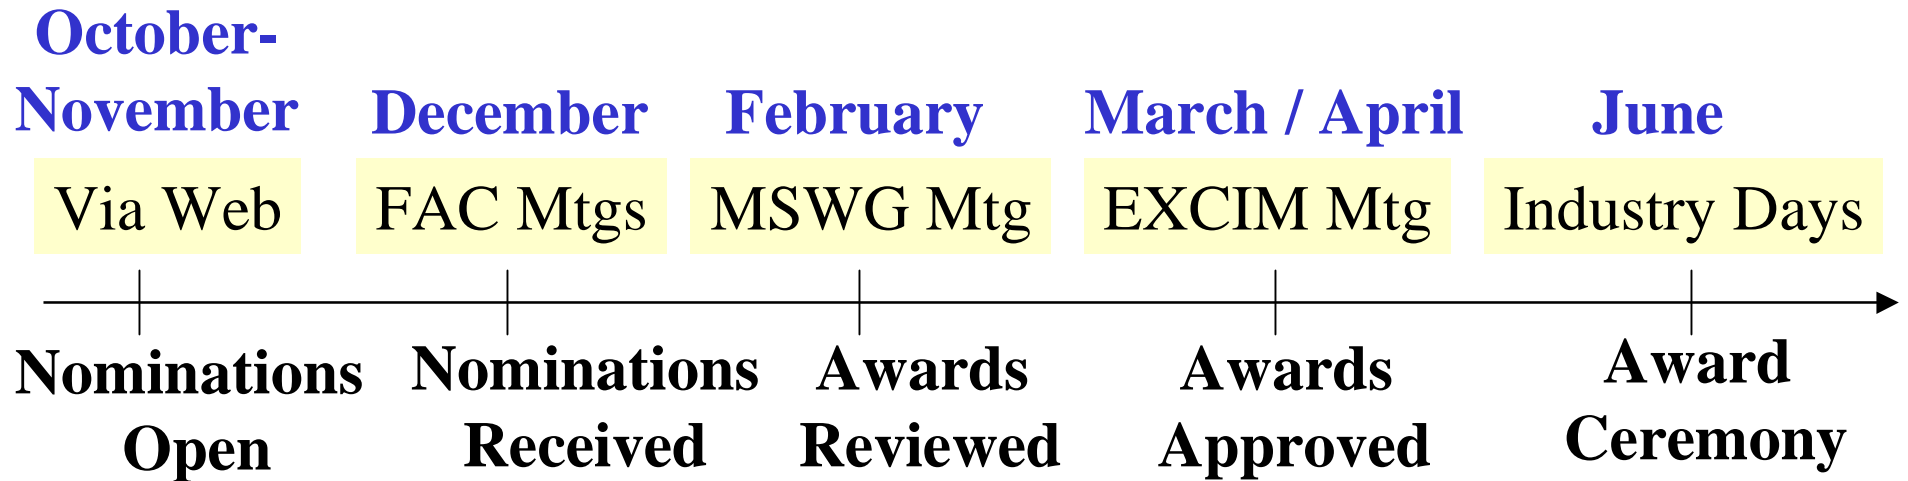 October-
November
December
February
March / April
June
Via Web
FAC Mtgs
MSWG Mtg
EXCIM Mtg
Industry Days
Nominations
Open
Nominations
Received
Awards
Reviewed
Awards
Approved
Award
Ceremony